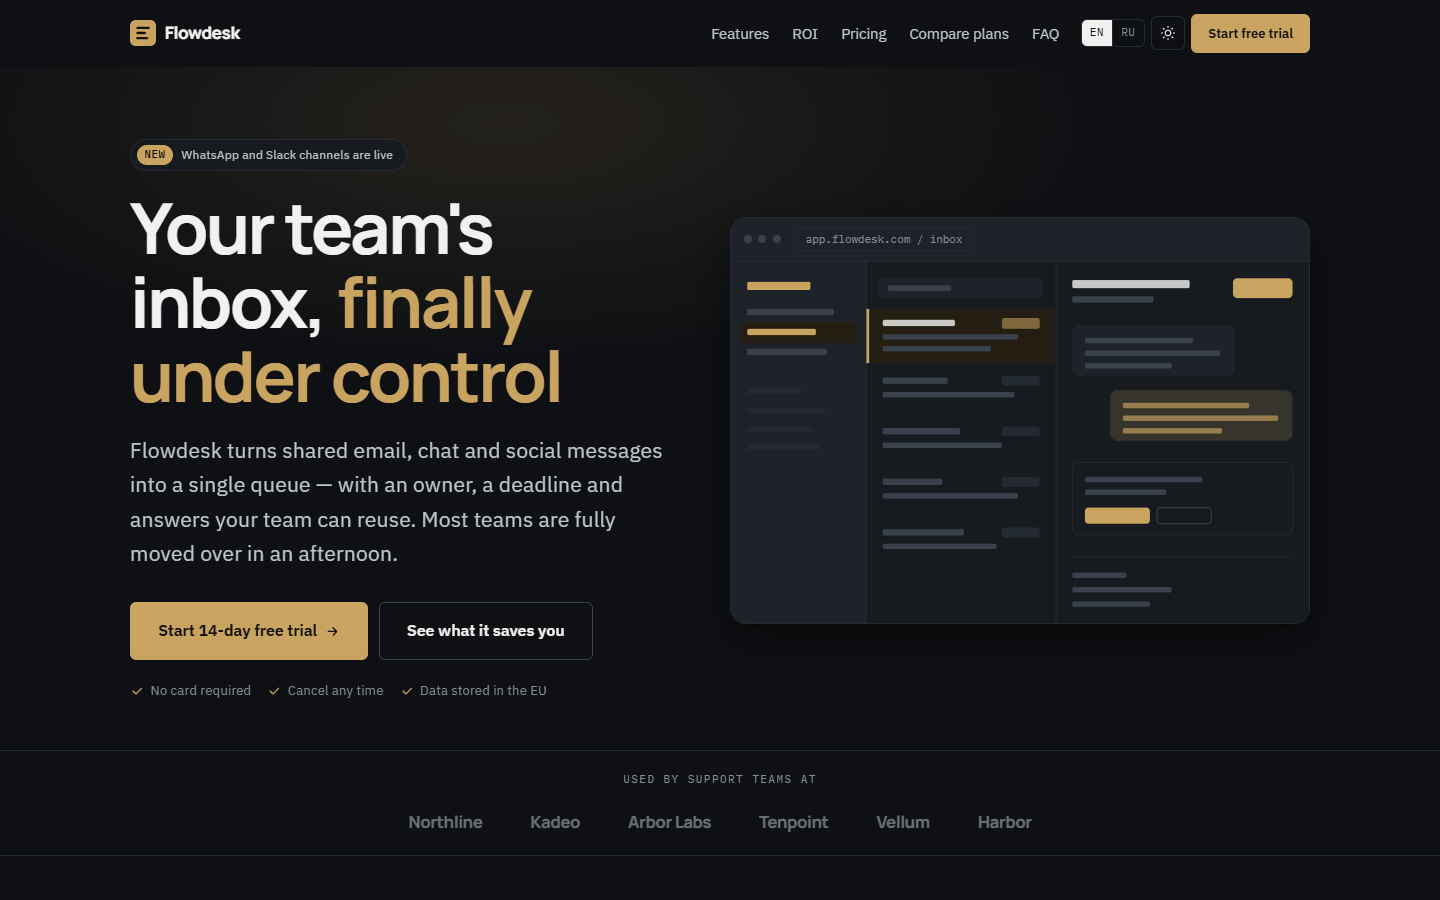 Flowdesk
Features ROI Pricing Compare plans FAQ EN RU Start free trial
NEW WhatsApp and Slack channels are live
Your team's
inbox, finally
under control
Flowdesk turns shared email, chat and social messages
into a single queue — with an owner, a deadline and
answers your team can reuse. Most teams are fully
moved over in an afternoon.
Start 14-day free trial →
See what it saves you
No card required Cancel any time Data stored in the EU
app.flowdesk.com / inbox
USED BY SUPPORT TEAMS AT
Northline Kadeo Arbor Labs Tenpoint Vellum Harbor